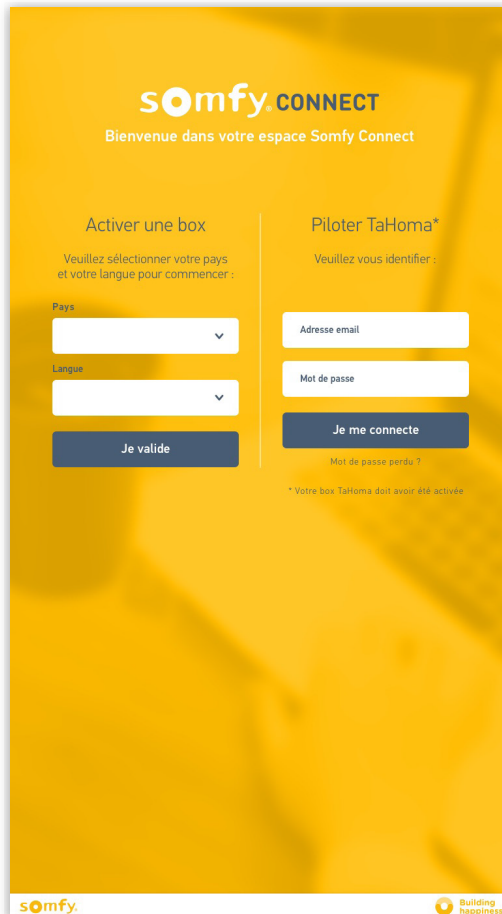 somfy. CONNECT
Bienvenue dans votre espace Somfy Connect
Activer une box
Veuillez sélectionner votre pays
et votre langue pour commencer :
Pays
Langue
Je valide
Piloter TaHoma*
Veuillez vous identifier :
Adresse email
Mot de passe
Je me connecte
Mot de passe perdu ?
* Votre box TaHoma doit avoir été activée
somfy.
Building
happiness